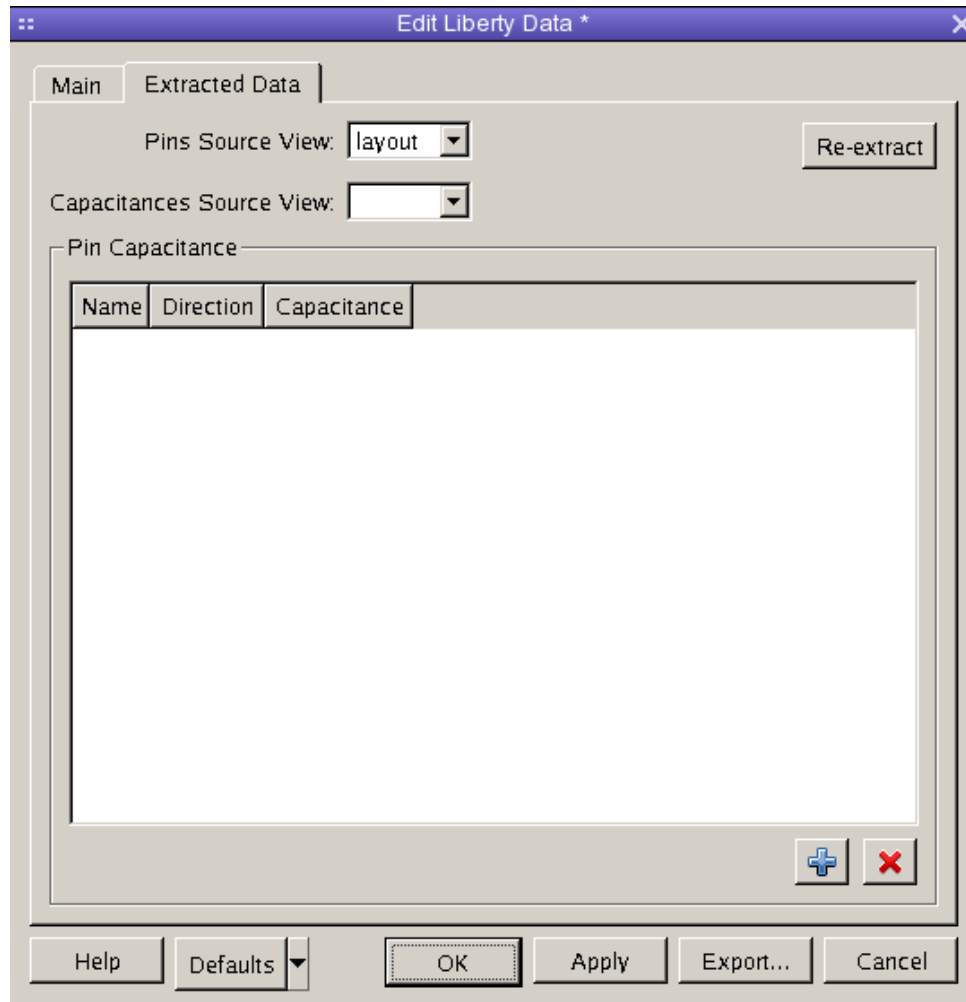 Edit Liberty Data *
Main Extracted Data
Pins Source View: layout Re-extract
Capacitances Source View:
Pin Capacitance
Name Direction Capacitance
Help Defaults OK Apply Export... Cancel